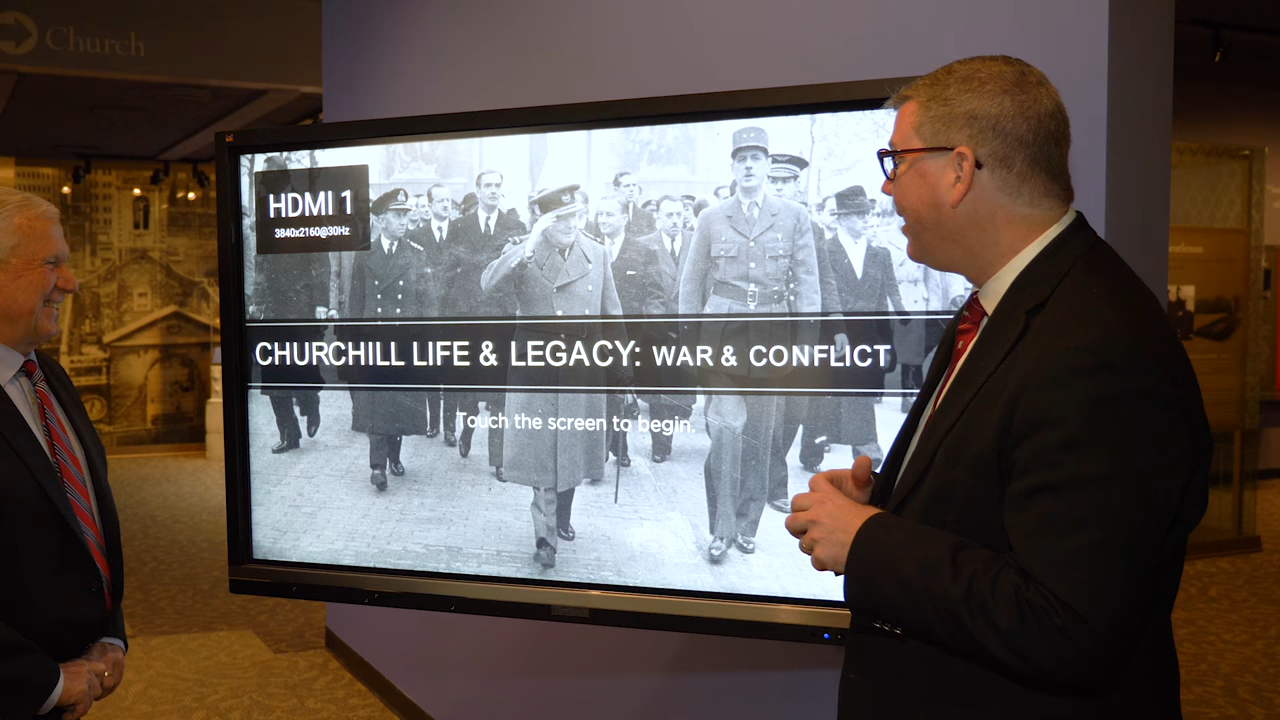 Church
HDMI 1
3840x2160@30Hz
CHURCHILL LIFE & LEGACY: WAR & CONFLICT
Touch the screen to begin.